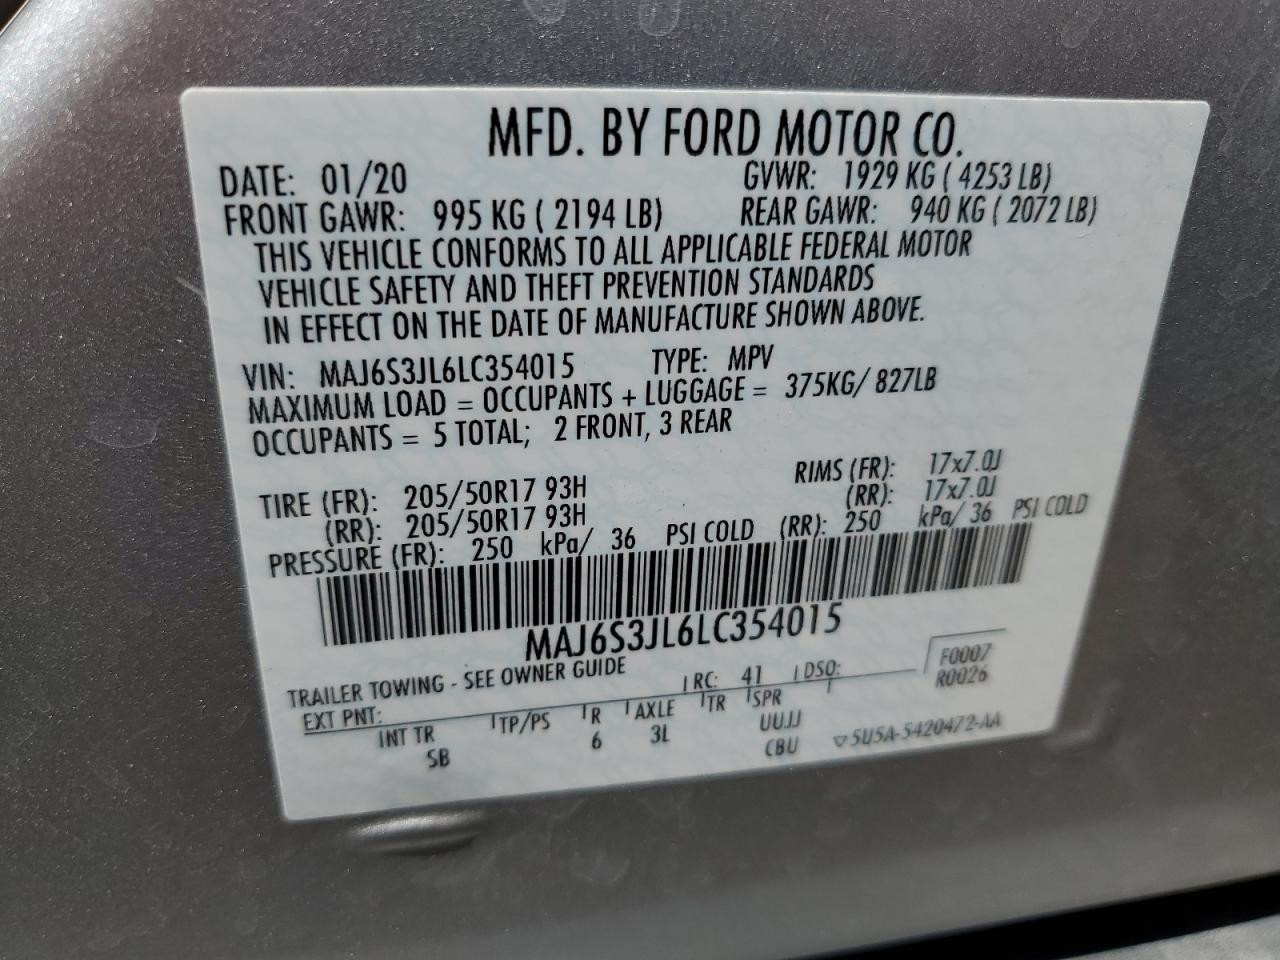 MFD. BY FORD MOTOR CO.
DATE: 01/20 GVWR: 1929 KG ( 4253 LB)
FRONT GAWR: 995 KG ( 2194 LB) REAR GAWR: 940 KG ( 2072 LB)
THIS VEHICLE CONFORMS TO ALL APPLICABLE FEDERAL MOTOR
VEHICLE SAFETY AND THEFT PREVENTION STANDARDS
IN EFFECT ON THE DATE OF MANUFACTURE SHOWN ABOVE.
VIN: MAJ6S3JL6LC354015 TYPE: MPV
MAXIMUM LOAD = OCCUPANTS + LUGGAGE = 375KG/ 827LB
OCCUPANTS = 5 TOTAL; 2 FRONT, 3 REAR
TIRE (FR): 205/50R17 93H RIMS (FR): 17x7.0J
(RR): 205/50R17 93H (RR): 17x7.0J
PRESSURE (FR): 250 kPa/ 36 PSI COLD (RR): 250 kPa/ 36 PSI COLD
MAJ6S3JL6LC354015
TRAILER TOWING - SEE OWNER GUIDE
EXT PNT: RC: 41 DSO: F0007
R0026
INT TR TP/PS R AXLE TR SPR
SB 6 3L UUJJ
CBU ▽5U5A-5420472-AA